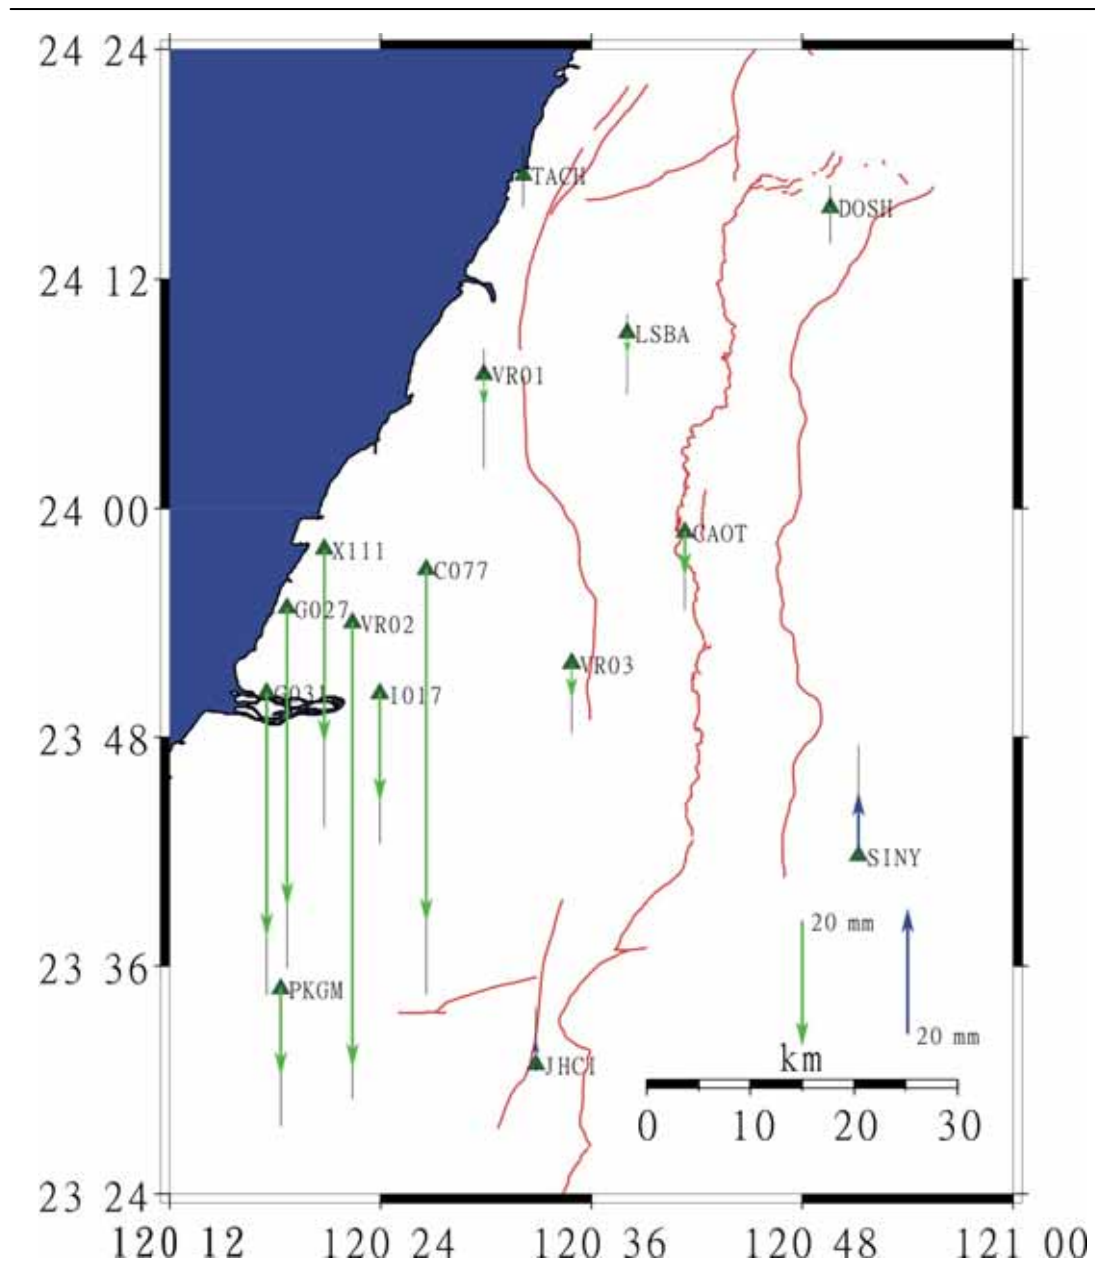 24 24
TACH
DOSH
24 12
LSBA
VR01
24 00
CAOT
X111
C077
G027
VR02
VR03
G031
I017
23 48
SINY
20 mm
23 36
PKGM
20 mm
km
JHCI
0 10 20 30
23 24
120 12 120 24 120 36 120 48 121 00